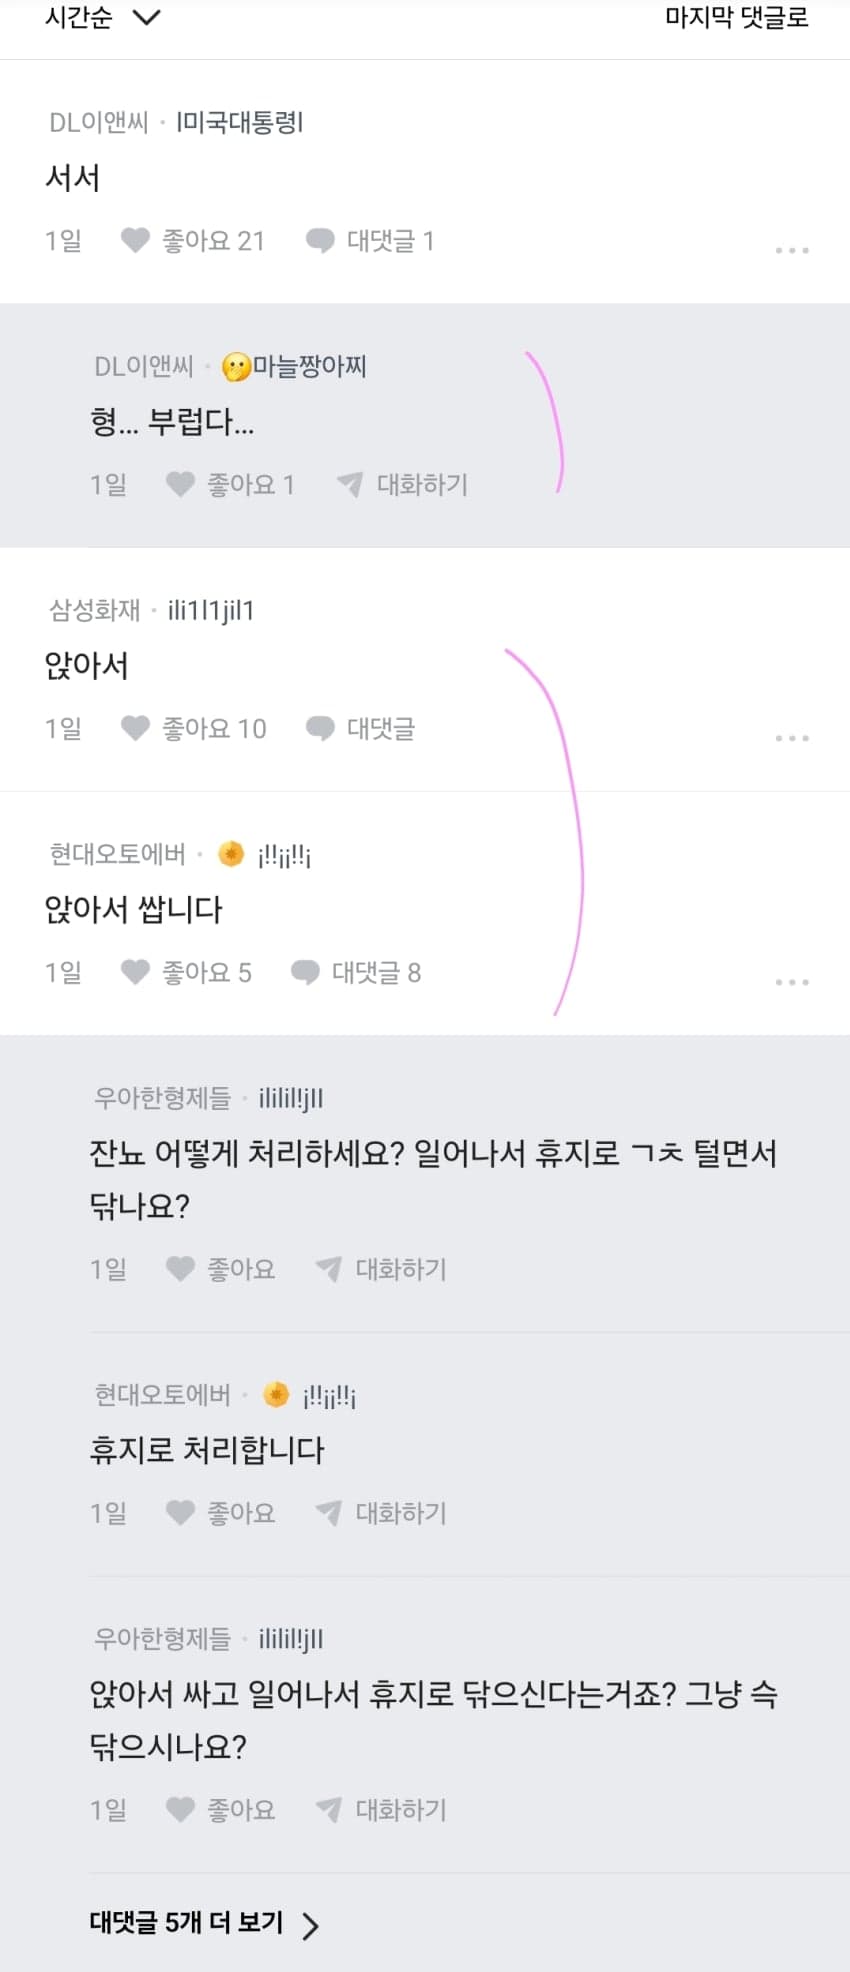 시간순
마지막 댓글로
DL이앤씨 · l미국대통령l
서서
1일 좋아요 21 대댓글 1
DL이앤씨 · 🤭마늘짱아찌
형... 부럽다...
1일 좋아요 1 대화하기
삼성화재 · ili1l1jil1
앉아서
1일 좋아요 10 대댓글
현대오토에버 · ¡!!¡¡!!¡
앉아서 쌉니다
1일 좋아요 5 대댓글 8
우아한형제들 · ililil!jll
잔뇨 어떻게 처리하세요? 일어나서 휴지로 ㄱㅊ 털면서
닦나요?
1일 좋아요 대화하기
현대오토에버 · ¡!!¡¡!!¡
휴지로 처리합니다
1일 좋아요 대화하기
우아한형제들 · ililil!jll
앉아서 싸고 일어나서 휴지로 닦으신다는거죠? 그냥 슥
닦으시나요?
1일 좋아요 대화하기
대댓글 5개 더 보기